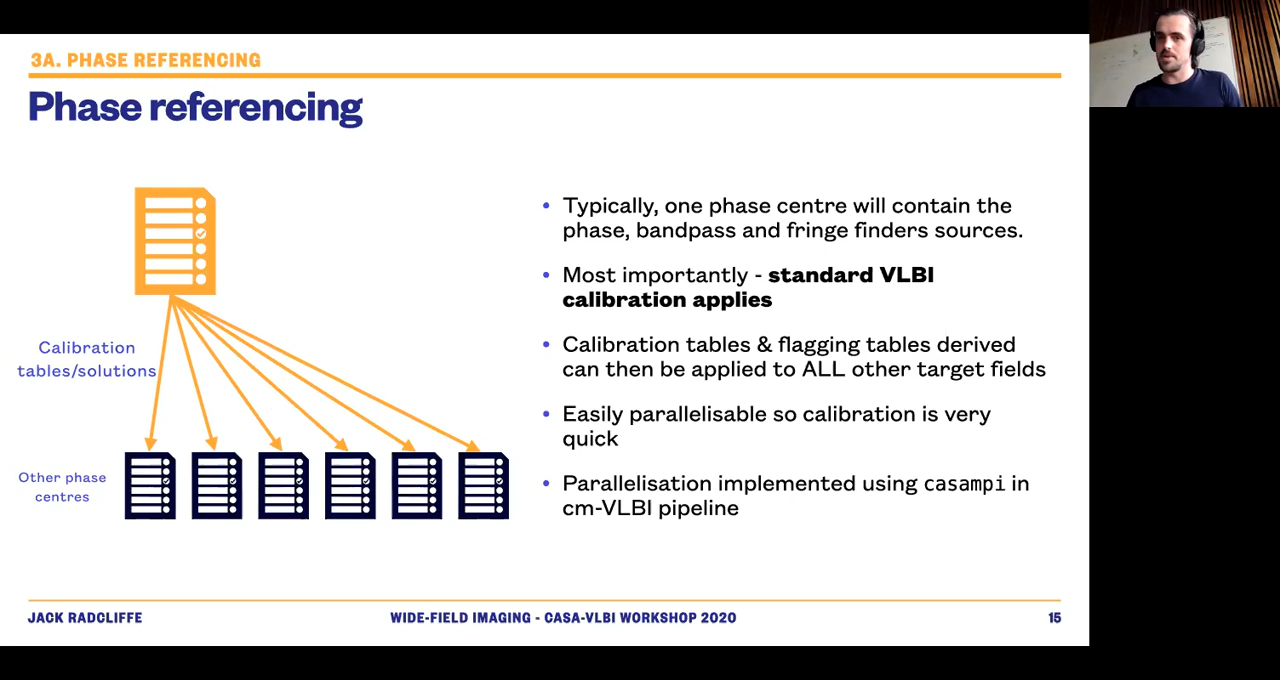 3A. PHASE REFERENCING
Phase referencing
Calibration
tables/solutions
Other phase
centres
• Typically, one phase centre will contain the
phase, bandpass and fringe finders sources.
• Most importantly - standard VLBI
calibration applies
• Calibration tables & flagging tables derived
can then be applied to ALL other target fields
• Easily parallelisable so calibration is very
quick
• Parallelisation implemented using casampi in
cm-VLBI pipeline
JACK RADCLIFFE
WIDE-FIELD IMAGING - CASA-VLBI WORKSHOP 2020
15